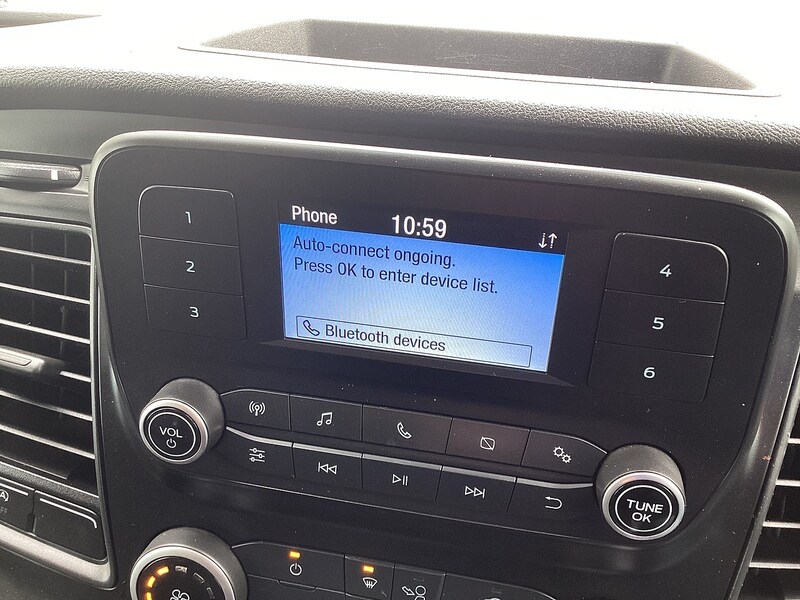 Phone 10:59
Auto-connect ongoing.
Press OK to enter device list.
Bluetooth devices
1
2
3
4
5
6
VOL
TUNE
OK
A
OFF